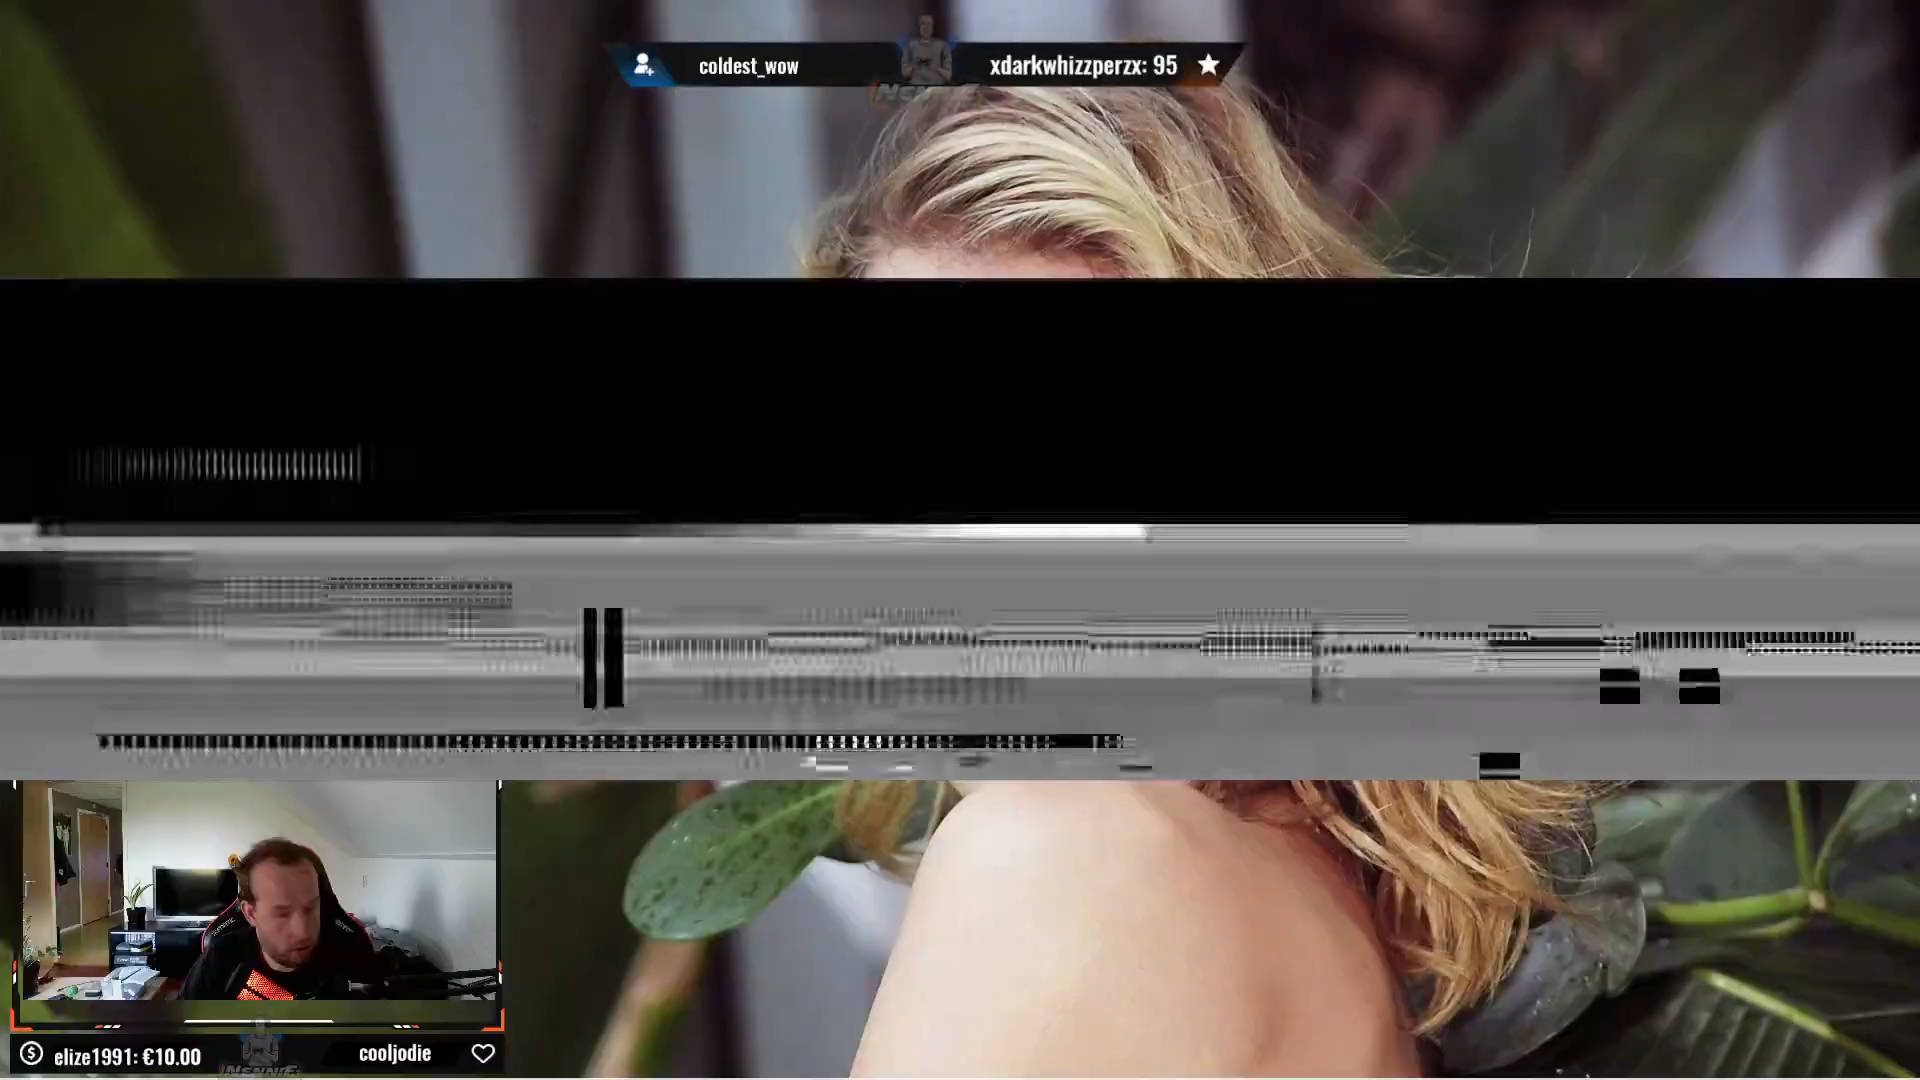 coldest_wow
xdarkwhizzperzx: 95
elize1991: €10.00
cooljodie